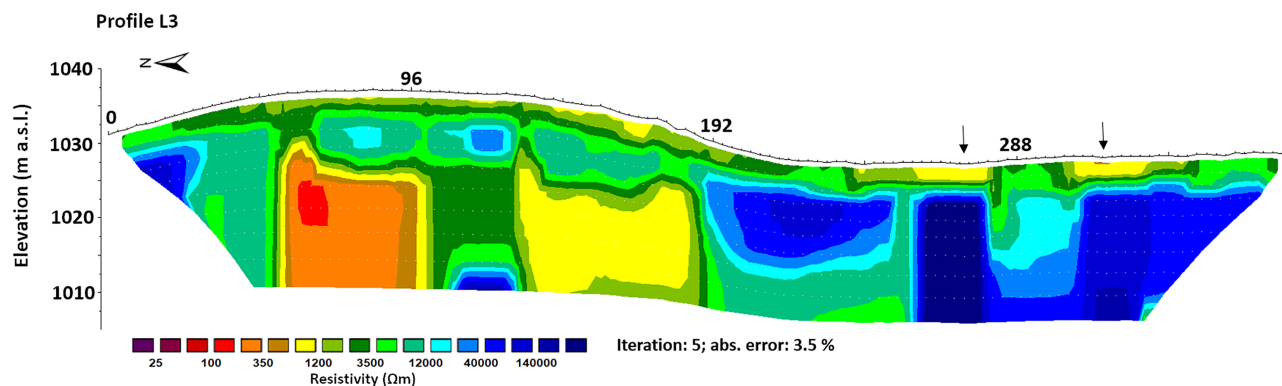 Profile L3
N
1040
1030
1020
1010
Elevation (m a.s.l.)
0
96
192
288
25 100 350 1200 3500 12000 40000 140000
Resistivity (Ωm)
Iteration: 5; abs. error: 3.5 %